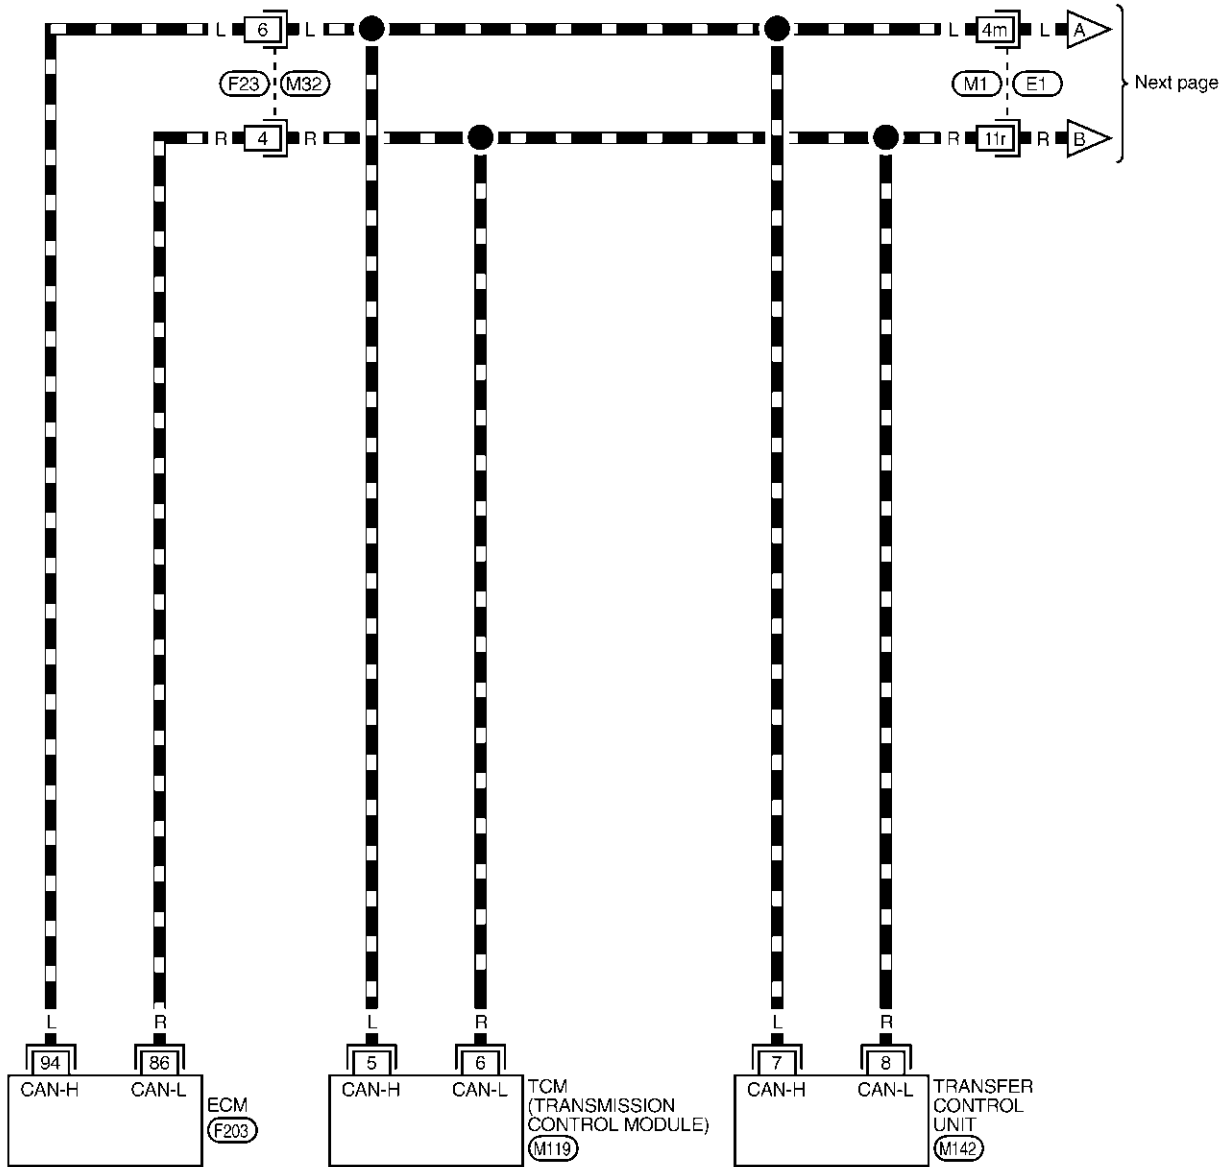 L 6 L L 4m L A
F23 M32 M1 E1 Next page
R 4 R R 11r R B
L R L R L R
94 86 5 6 7 8
CAN-H CAN-L CAN-H CAN-L CAN-H CAN-L
ECM
F203
TCM
(TRANSMISSION
CONTROL MODULE)
M119
TRANSFER
CONTROL
UNIT
M142